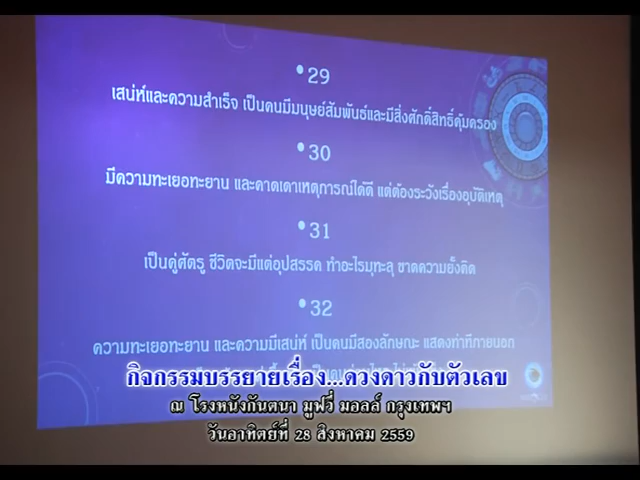 •29
เสน่ห์และความสำเร็จ เป็นคนมีมนุษย์สัมพันธ์และมีสิ่งศักดิ์สิทธิ์คุ้มครอง
•30
มีความทะเยอทะยาน และคาดเดาเหตุการณ์ได้ดี แต่ต้องระวังเรื่องอุบัติเหตุ
•31
เป็นคู่ศัตรู ชีวิตจะมีแต่อุปสรรค ทำอะไรมุทะลุ ขาดความยั้งคิด
•32
ความทะเยอทะยาน และความมีเสน่ห์ เป็นคนมีสองลักษณะ แสดงท่าทีภายนอก
กิจกรรมบรรยายเรื่อง...ดวงดาวกับตัวเลข
ณ โรงหนังกันตนา มูฟวี่ มอลล์ กรุงเทพฯ
วันอาทิตย์ที่ 28 สิงหาคม 2559